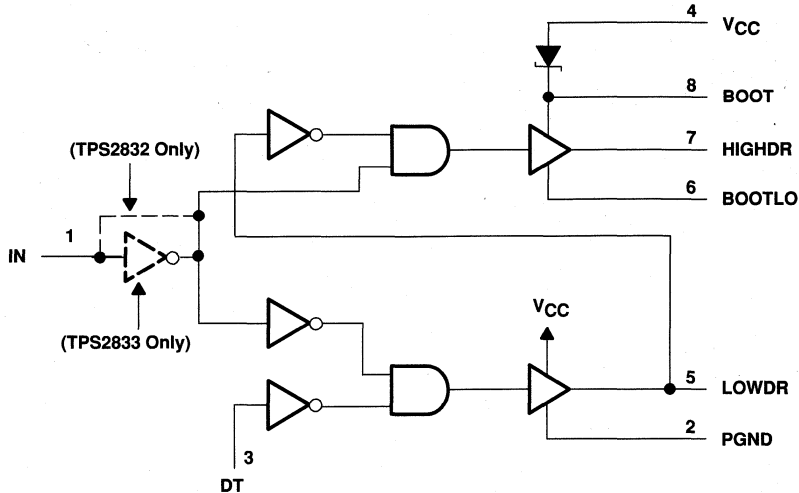 4
VCC
8
BOOT
7
HIGHDR
6
BOOTLO
(TPS2832 Only)
1
IN
(TPS2833 Only)
VCC
5
LOWDR
2
PGND
3
DT